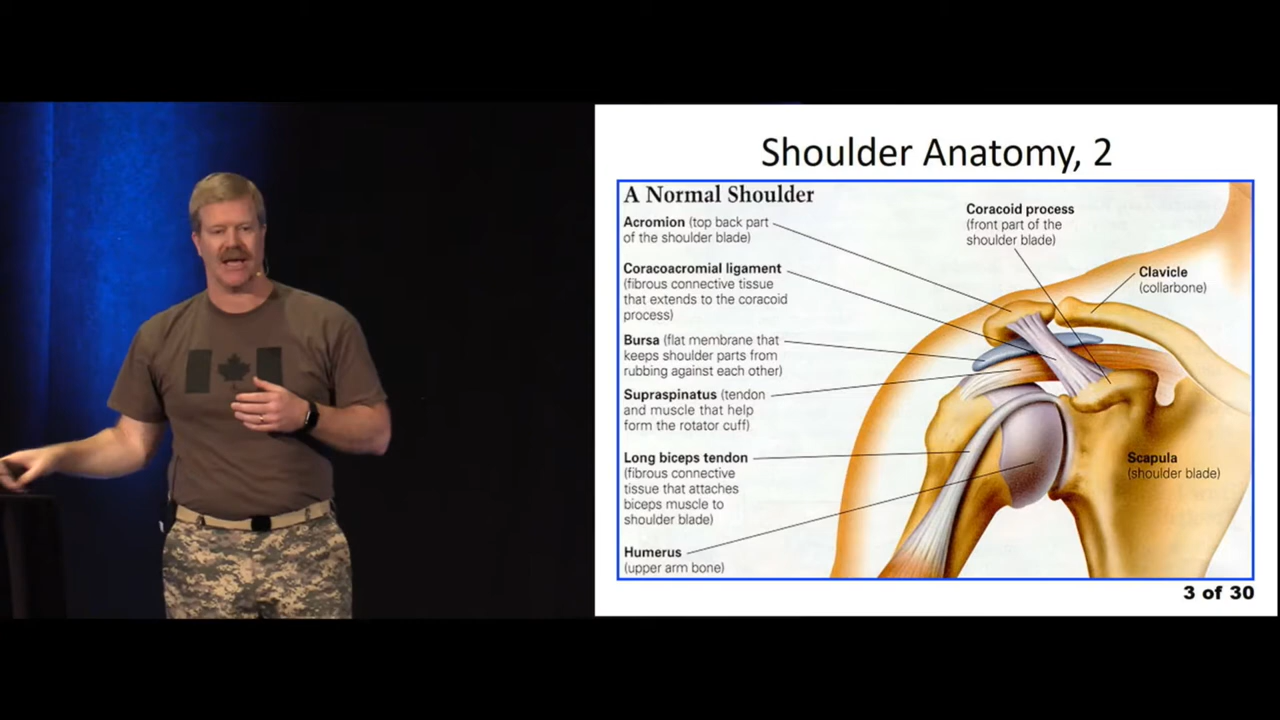 Shoulder Anatomy, 2
A Normal Shoulder
Acromion (top back part
of the shoulder blade)
Coracoacromial ligament
(fibrous connective tissue
that extends to the coracoid
process)
Bursa (flat membrane that
keeps shoulder parts from
rubbing against each other)
Supraspinatus (tendon
and muscle that help
form the rotator cuff)
Long biceps tendon
(fibrous connective
tissue that attaches
biceps muscle to
shoulder blade)
Humerus
(upper arm bone)
Coracoid process
(front part of the
shoulder blade)
Clavicle
(collarbone)
Scapula
(shoulder blade)
3 of 30